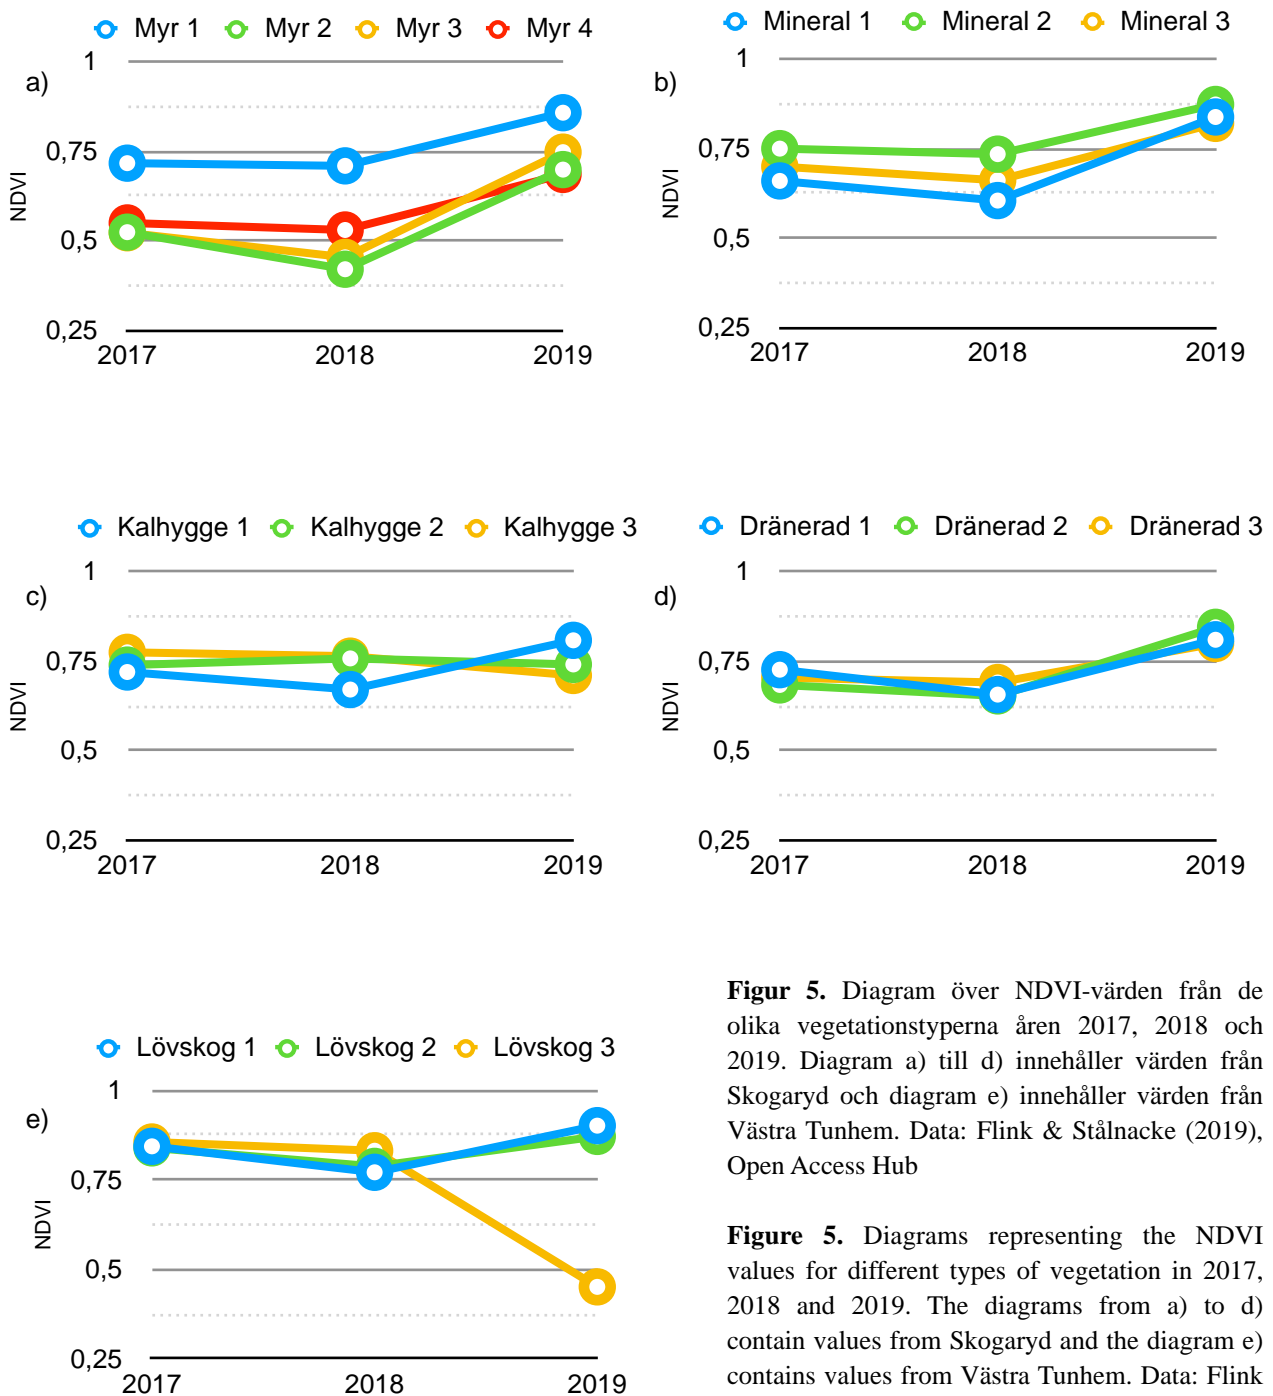 Myr 1 Myr 2 Myr 3 Myr 4
a)
1
0,75
0,5
0,25
NDVI
2017 2018 2019
Mineral 1 Mineral 2 Mineral 3
b)
1
0,75
0,5
0,25
NDVI
2017 2018 2019
Kalhygge 1 Kalhygge 2 Kalhygge 3
c)
1
0,75
0,5
0,25
NDVI
2017 2018 2019
Dränerad 1 Dränerad 2 Dränerad 3
d)
1
0,75
0,5
0,25
NDVI
2017 2018 2019
Lövskog 1 Lövskog 2 Lövskog 3
e)
1
0,75
0,5
0,25
NDVI
2017 2018 2019
Figur 5. Diagram över NDVI-värden från de
olika vegetationstyperna åren 2017, 2018 och
2019. Diagram a) till d) innehåller värden från
Skogaryd och diagram e) innehåller värden från
Västra Tunhem. Data: Flink & Stålnacke (2019),
Open Access Hub
Figure 5. Diagrams representing the NDVI
values for different types of vegetation in 2017,
2018 and 2019. The diagrams from a) to d)
contain values from Skogaryd and the diagram e)
contains values from Västra Tunhem. Data: Flink